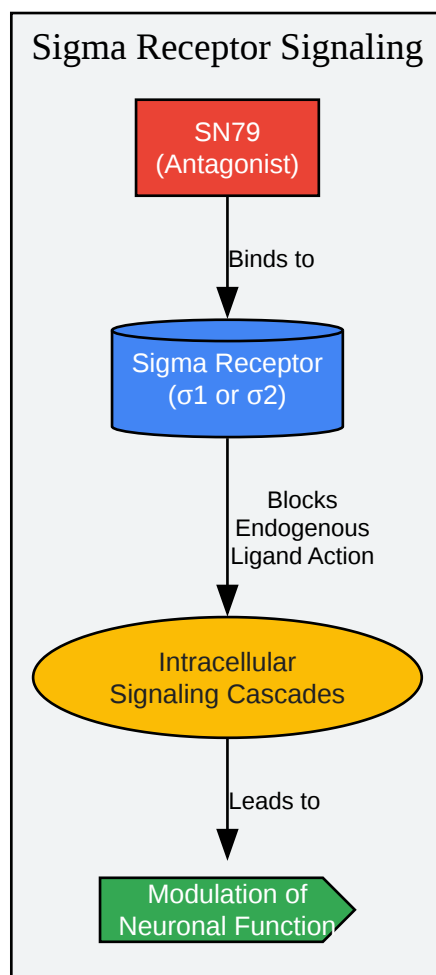 Sigma Receptor Signaling
SN79
(Antagonist)
Binds to
Sigma Receptor
(σ1 or σ2)
Blocks
Endogenous
Ligand Action
Intracellular
Signaling Cascades
Leads to
Modulation of
Neuronal Function